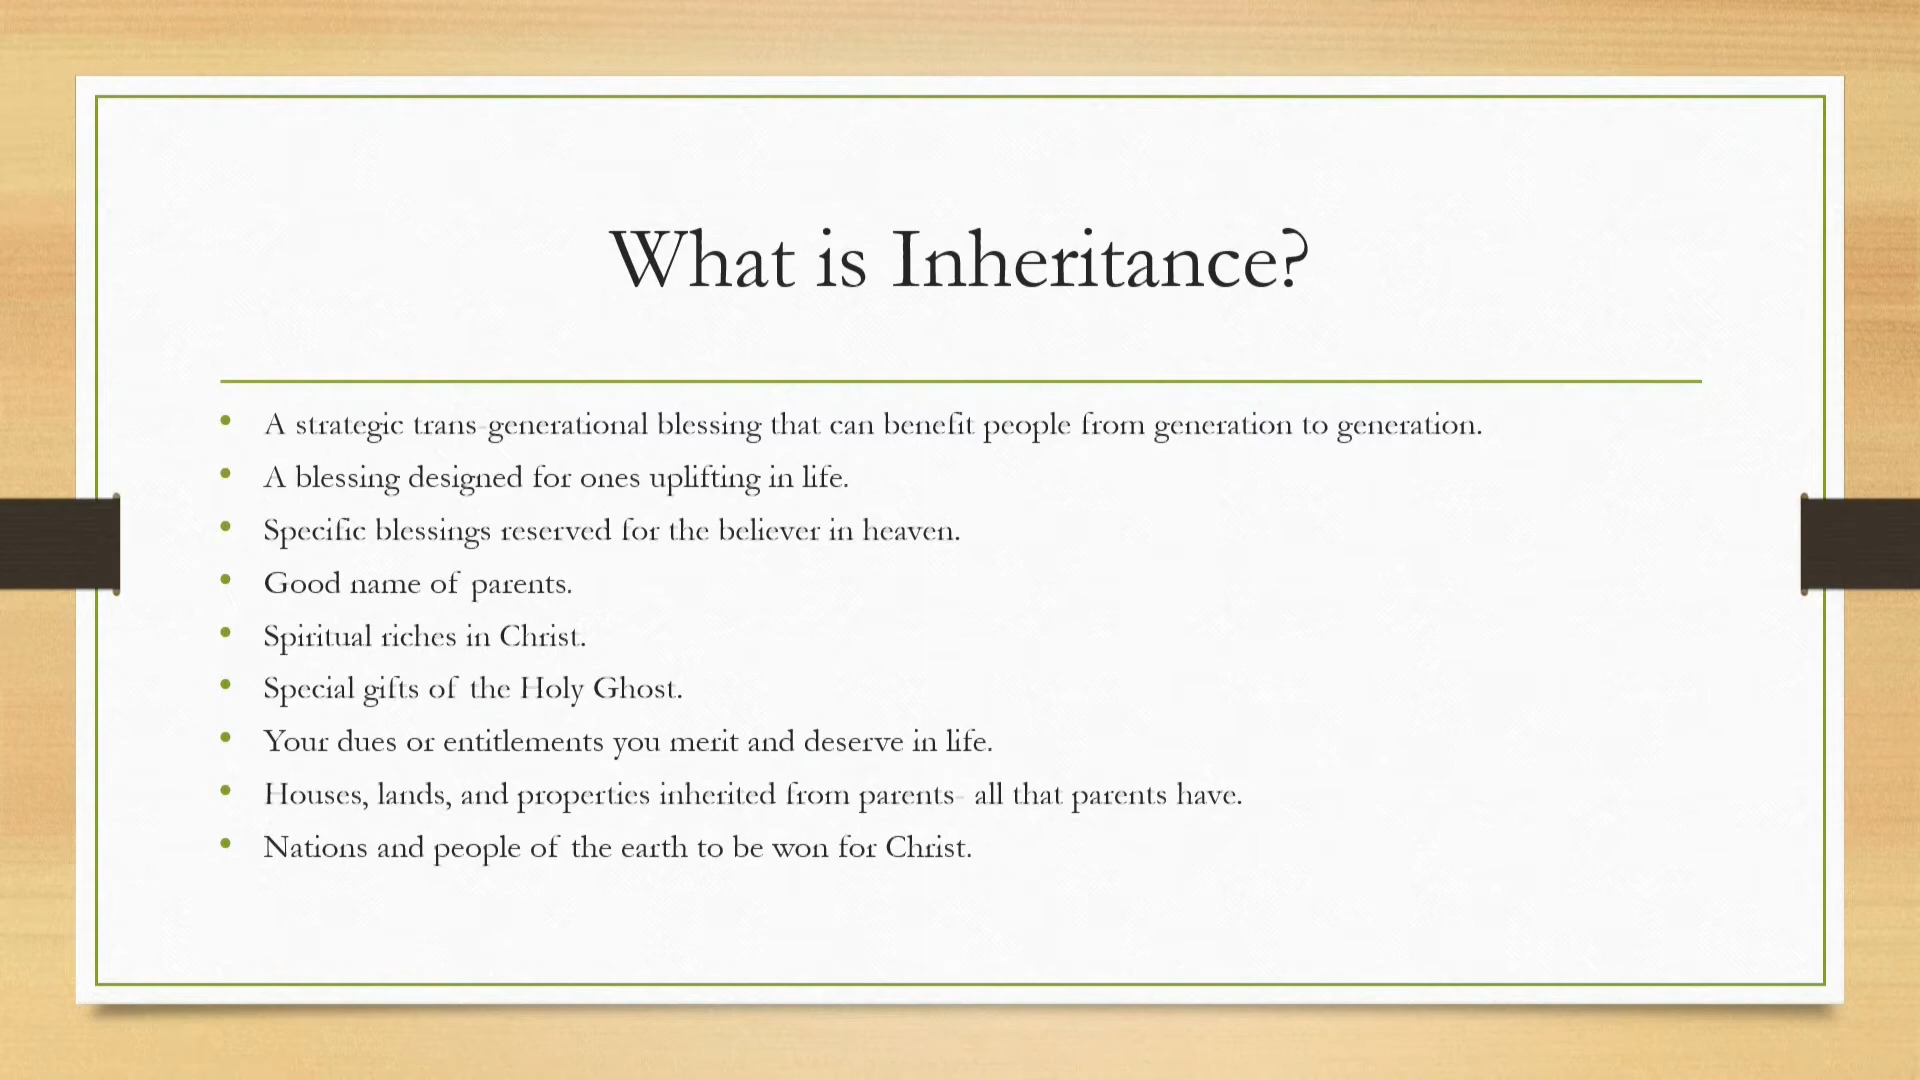 What is Inheritance?
• A strategic trans-generational blessing that can benefit people from generation to generation.
• A blessing designed for ones uplifting in life.
• Specific blessings reserved for the believer in heaven.
• Good name of parents.
• Spiritual riches in Christ.
• Special gifts of the Holy Ghost.
• Your dues or entitlements you merit and deserve in life.
• Houses, lands, and properties inherited from parents- all that parents have.
• Nations and people of the earth to be won for Christ.